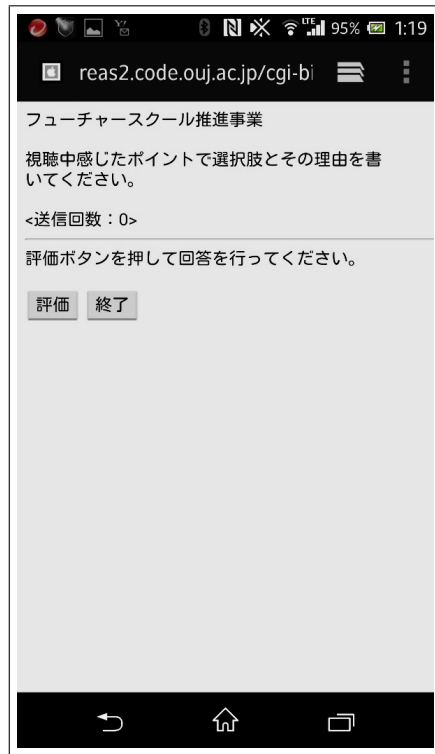 95% 1:19
reas2.code.ouj.ac.jp/cgi-bi
フューチャースクール推進事業
視聴中感じたポイントで選択肢とその理由を書
いてください。
<送信回数：0>
評価ボタンを押して回答を行ってください。
評価 終了